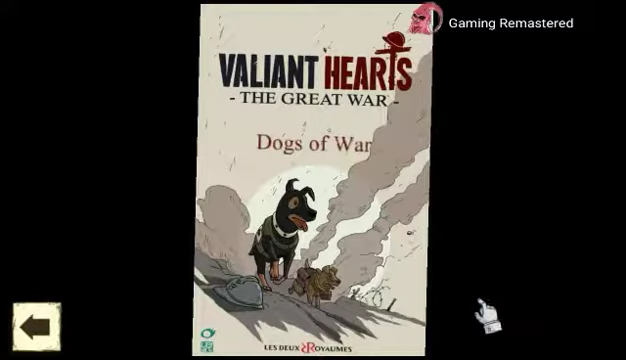 Gaming Remastered
VALIANT HEARTS
- THE GREAT WAR -
Dogs of War
LES DEUX ROYAUMES